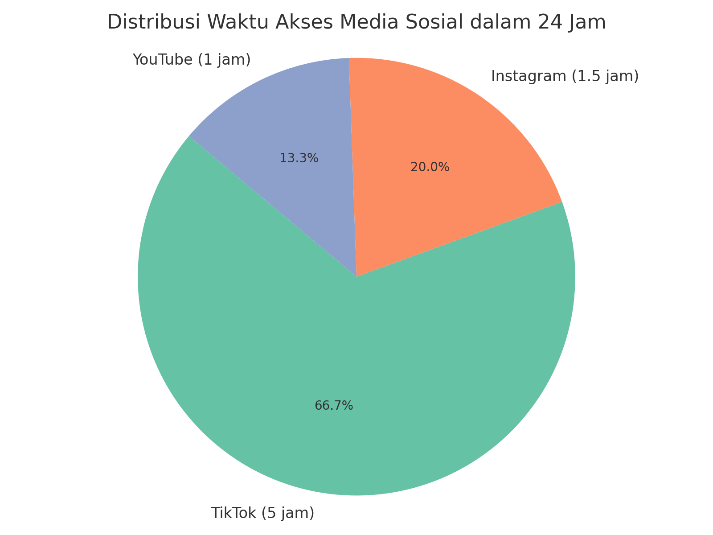 Distribusi Waktu Akses Media Sosial dalam 24 Jam
YouTube (1 jam)
Instagram (1.5 jam)
13.3%
20.0%
66.7%
TikTok (5 jam)